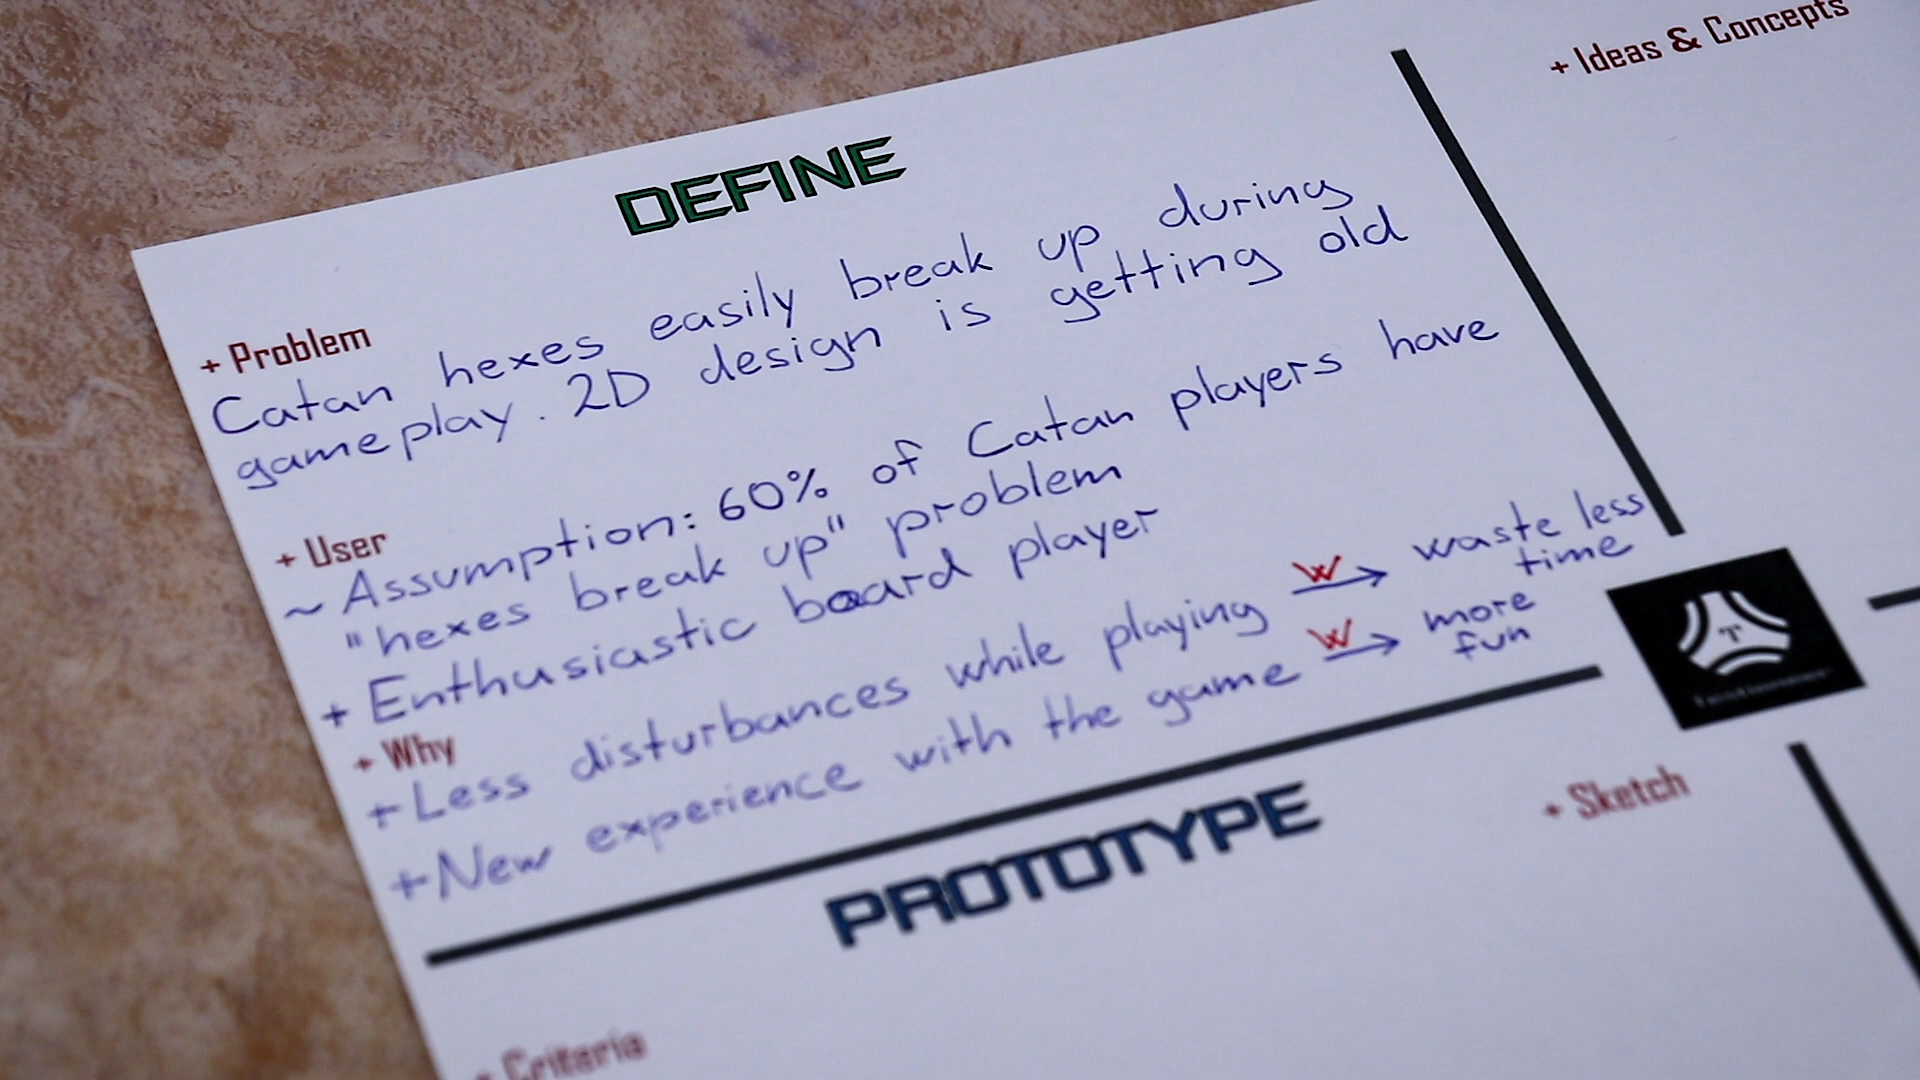 DEFINE
+ Ideas & Concepts
+ Problem
Catan hexes easily break up during
gameplay. 2D design is getting old
+ User
~ Assumption: 60% of Catan players have
"hexes break up" problem
+ Enthusiastic board player
+ Why
+ Less disturbances while playing W → waste less
time
+ New experience with the game W → more
fun
T
PROTOTYPE
+ Sketch
+ Criteria